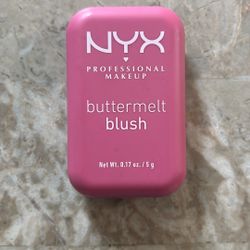 NYX
PROFESSIONAL
MAKEUP
buttermelt
blush
Net Wt. 0.17 oz. / 5 g